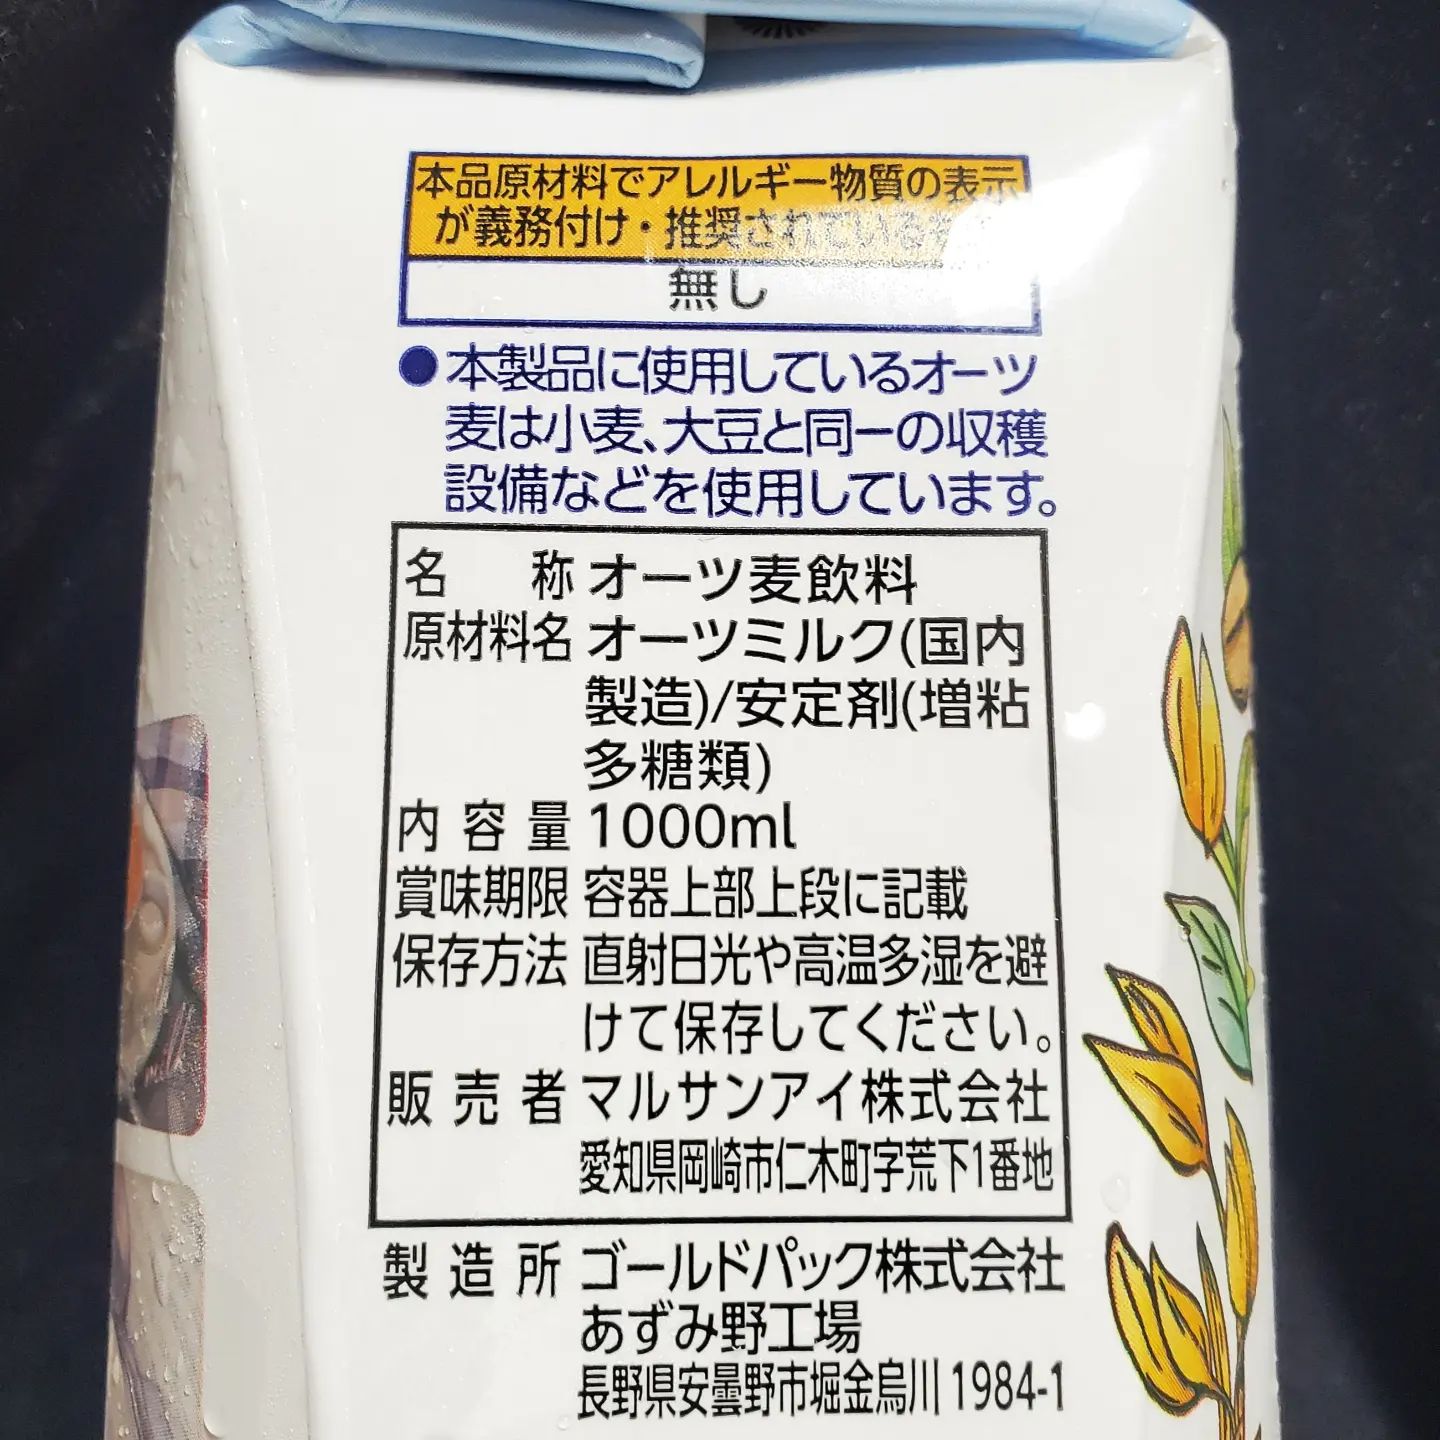 本品原材料でアレルギー物質の表示
が義務付け・推奨されている
無し
●本製品に使用しているオーツ
麦は小麦、大豆と同一の収穫
設備などを使用しています。
名称 オーツ麦飲料
原材料名 オーツミルク(国内
製造)/安定剤(増粘
多糖類)
内容量 1000ml
賞味期限 容器上部上段に記載
保存方法 直射日光や高温多湿を避
けて保存してください。
販売者 マルサンアイ株式会社
愛知県岡崎市仁木町字荒下1番地
製造所 ゴールドパック株式会社
あずみ野工場
長野県安曇野市堀金烏川 1984-1